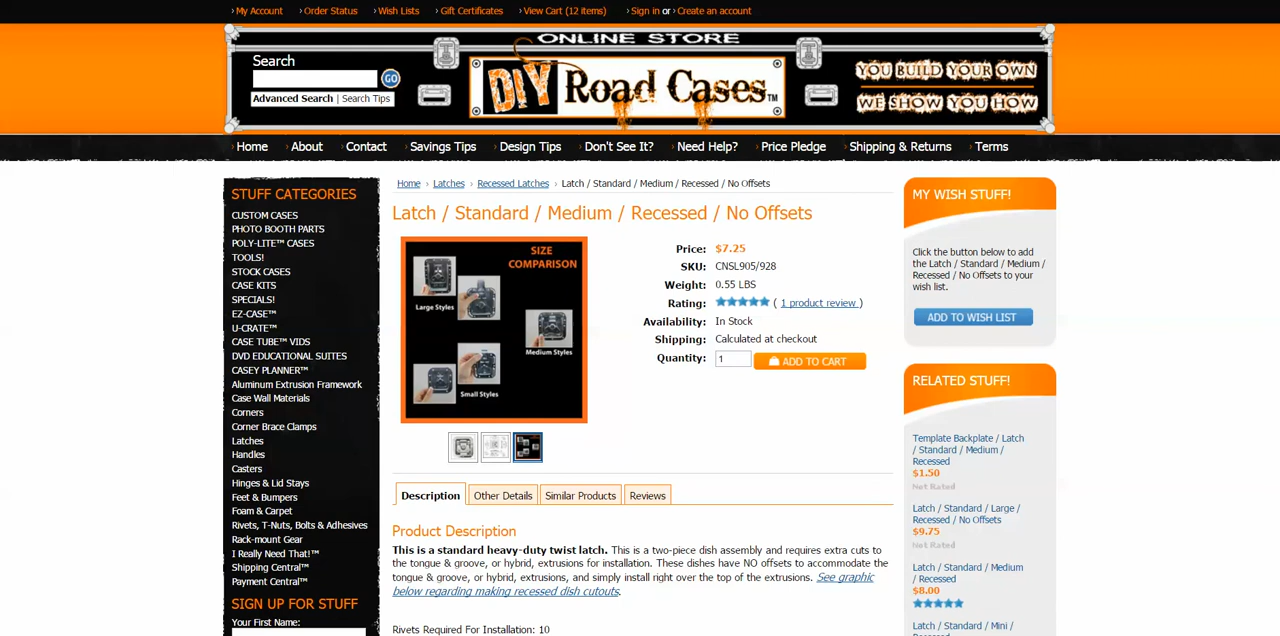 › My Account › Order Status › Wish Lists › Gift Certificates › View Cart (12 items) › Sign in or › Create an account
ONLINE STORE
Search
GO
Advanced Search | Search Tips
DIY Road Cases™
YOU BUILD YOUR OWN
WE SHOW YOU HOW
› Home › About › Contact › Savings Tips › Design Tips › Don't See It? › Need Help? › Price Pledge › Shipping & Returns › Terms
STUFF CATEGORIES
CUSTOM CASES
PHOTO BOOTH PARTS
POLY-LITE™ CASES
TOOLS!
STOCK CASES
CASE KITS
SPECIALS!
EZ-CASE™
U-CRATE™
CASE TUBE™ VIDS
DVD EDUCATIONAL SUITES
CASEY PLANNER™
Aluminum Extrusion Framework
Case Wall Materials
Corners
Corner Brace Clamps
Latches
Handles
Casters
Hinges & Lid Stays
Feet & Bumpers
Foam & Carpet
Rivets, T-Nuts, Bolts & Adhesives
Rack-mount Gear
I Really Need That!™
Shipping Central™
Payment Central™
SIGN UP FOR STUFF
Your First Name:
Home › Latches › Recessed Latches › Latch / Standard / Medium / Recessed / No Offsets
Latch / Standard / Medium / Recessed / No Offsets
SIZE
COMPARISON
Large Styles
Medium Styles
Small Styles
Price: $7.25
SKU: CNSL905/928
Weight: 0.55 LBS
Rating: ( 1 product review )
Availability: In Stock
Shipping: Calculated at checkout
Quantity: 1 ADD TO CART
Description Other Details Similar Products Reviews
Product Description
This is a standard heavy-duty twist latch. This is a two-piece dish assembly and requires extra cuts to
the tongue & groove, or hybrid, extrusions for installation. These dishes have NO offsets to accommodate the
tongue & groove, or hybrid, extrusions, and simply install right over the top of the extrusions. See graphic
below regarding making recessed dish cutouts.
Rivets Required For Installation: 10
MY WISH STUFF!
Click the button below to add
the Latch / Standard / Medium /
Recessed / No Offsets to your
wish list.
ADD TO WISH LIST
RELATED STUFF!
Template Backplate / Latch
/ Standard / Medium /
Recessed
$1.50
Not Rated
Latch / Standard / Large /
Recessed / No Offsets
$9.75
Not Rated
Latch / Standard / Medium
/ Recessed
$8.00
Latch / Standard / Mini /
Recessed